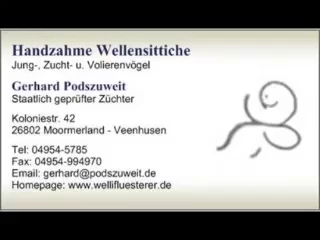 Handzahme Wellensittiche
Jung-, Zucht- u. Volierenvögel
Gerhard Podszuweit
Staatlich geprüfter Züchter
Koloniestr. 42
26802 Moormerland - Veenhusen
Tel: 04954-5785
Fax: 04954-994970
Email: gerhard@podszuweit.de
Homepage: www.wellifluesterer.de